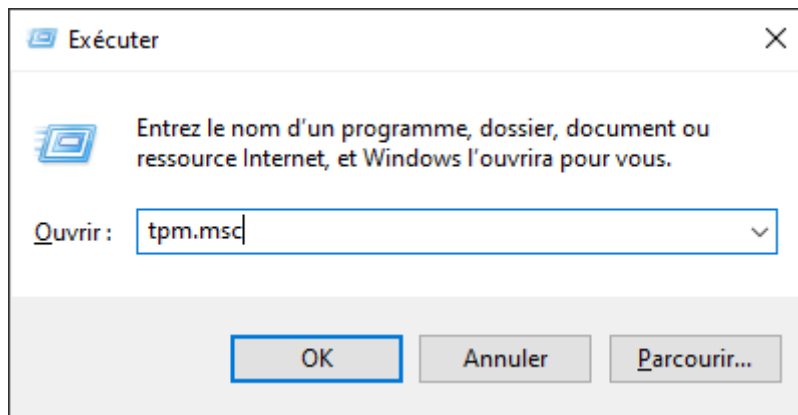 Exécuter
Entrez le nom d'un programme, dossier, document ou
ressource Internet, et Windows l'ouvrira pour vous.
Ouvrir : tpm.msc
OK Annuler Parcourir...